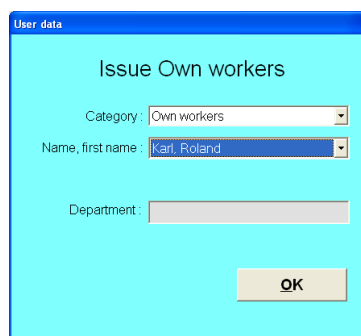 User data
Issue Own workers
Category : Own workers
Name, first name : Karl, Roland
Department :
OK